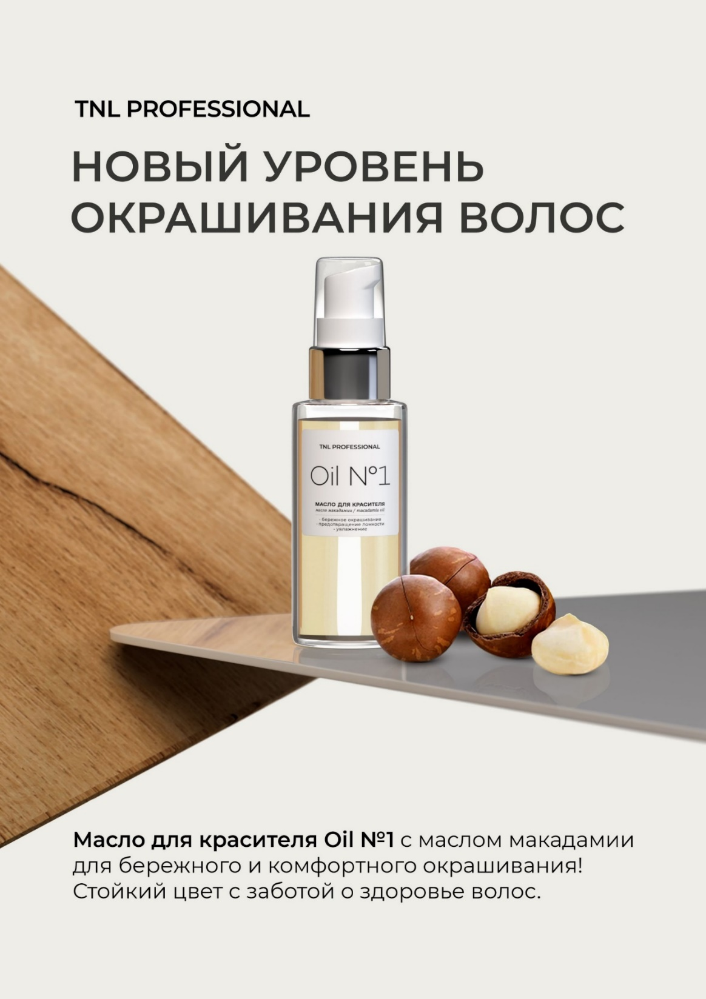 TNL PROFESSIONAL
НОВЫЙ УРОВЕНЬ
ОКРАШИВАНИЯ ВОЛОС
TNL PROFESSIONAL
Oil №1
МАСЛО ДЛЯ КРАСИТЕЛЯ
масло макадамии / macadamia oil
- бережное окрашивание
- предотвращение ломкости
- увлажнение
Масло для красителя Oil №1 с маслом макадамии
для бережного и комфортного окрашивания!
Стойкий цвет с заботой о здоровье волос.